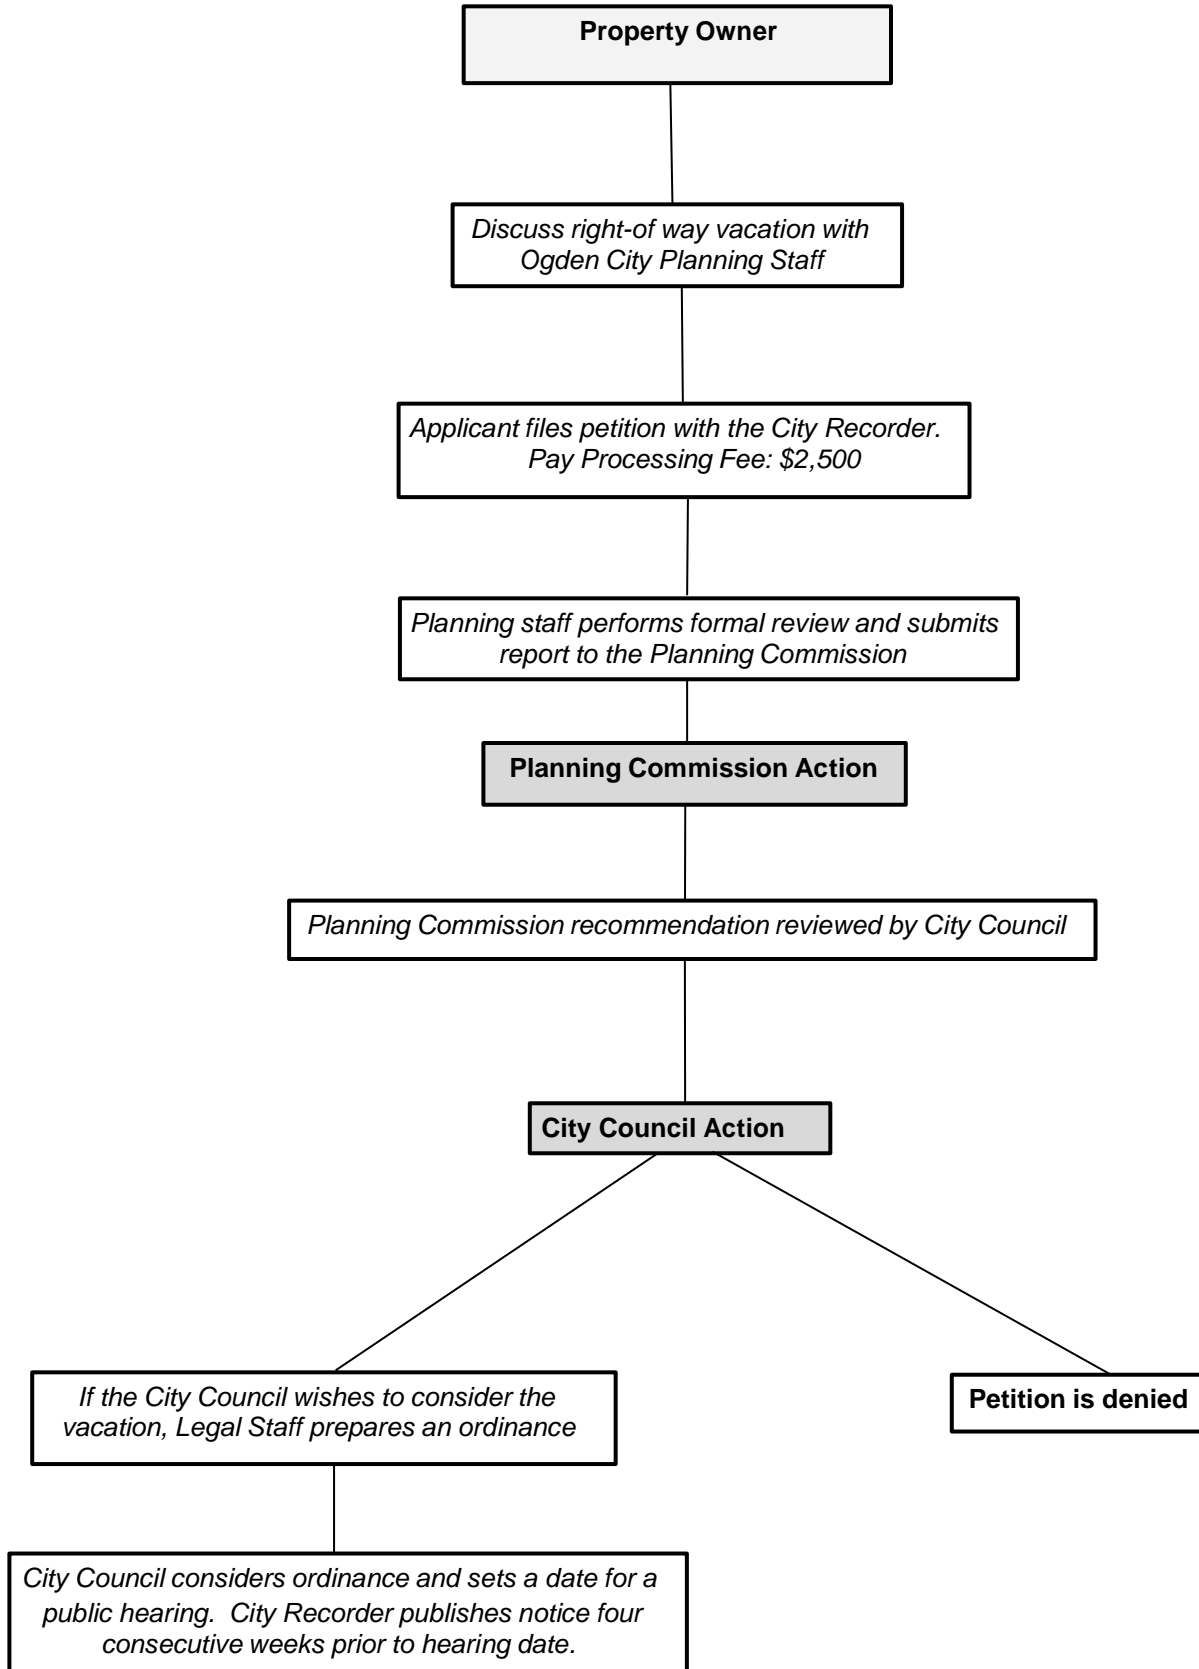 Property Owner
Discuss right-of way vacation with
Ogden City Planning Staff
Applicant files petition with the City Recorder.
Pay Processing Fee: $2,500
Planning staff performs formal review and submits
report to the Planning Commission
Planning Commission Action
Planning Commission recommendation reviewed by City Council
City Council Action
If the City Council wishes to consider the
vacation, Legal Staff prepares an ordinance
Petition is denied
City Council considers ordinance and sets a date for a
public hearing. City Recorder publishes notice four
consecutive weeks prior to hearing date.